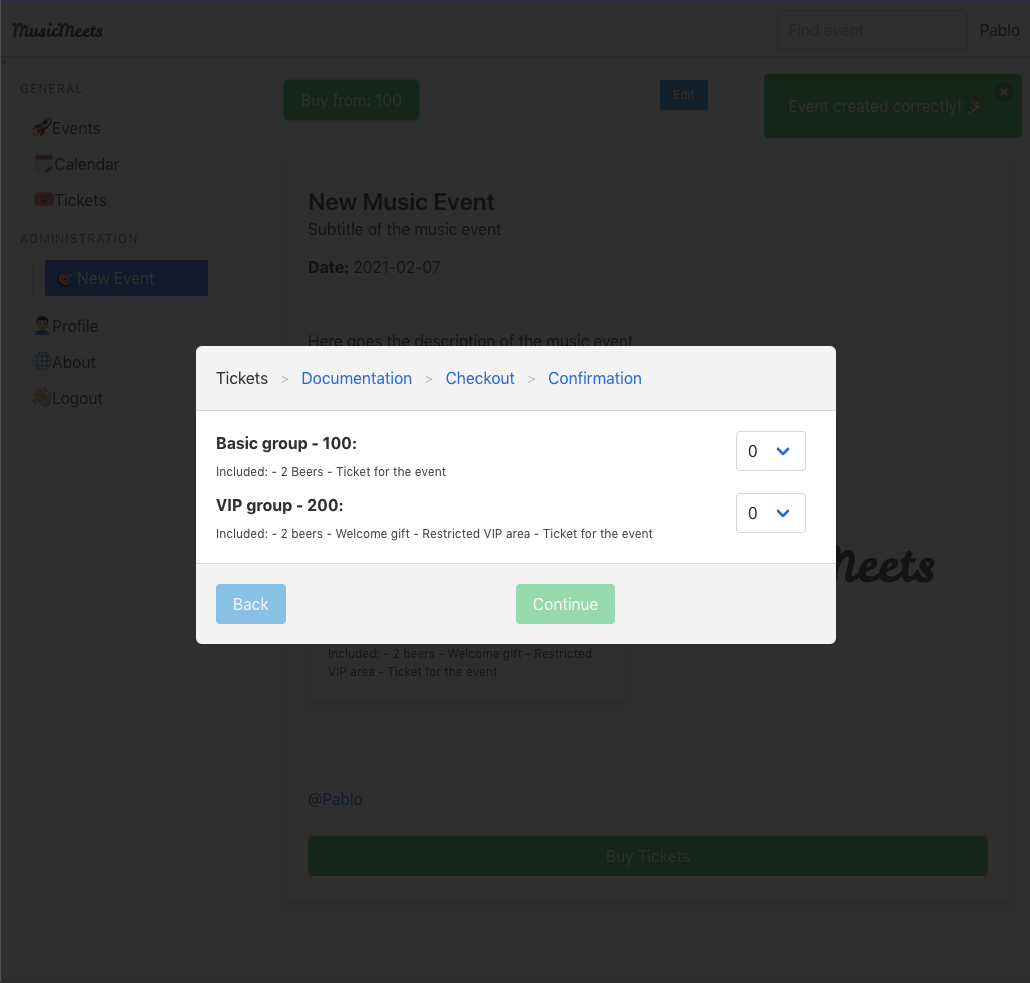 MusicMeets
Find event
Pablo
GENERAL
Events
Calendar
Tickets
ADMINISTRATION
New Event
Profile
About
Logout
Buy from: 100
Edit
Event created correctly!
New Music Event
Subtitle of the music event
Date: 2021-02-07
Here goes the description of the music event
Tickets > Documentation > Checkout > Confirmation
Basic group - 100:
0
Included: - 2 Beers - Ticket for the event
VIP group - 200:
0
Included: - 2 beers - Welcome gift - Restricted VIP area - Ticket for the event
Meets
Back
Continue
Included: - 2 beers - Welcome gift - Restricted
VIP area - Ticket for the event
@Pablo
Buy Tickets